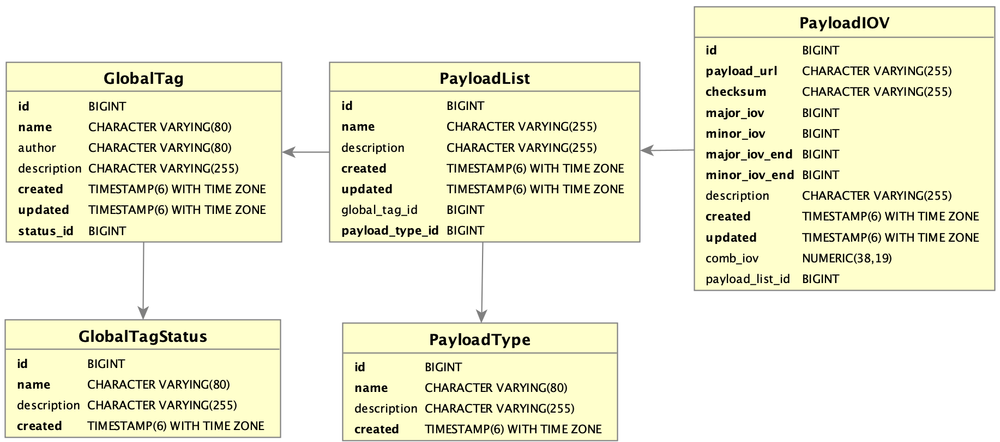 GlobalTag
id BIGINT
name CHARACTER VARYING(80)
author CHARACTER VARYING(80)
description CHARACTER VARYING(255)
created TIMESTAMP(6) WITH TIME ZONE
updated TIMESTAMP(6) WITH TIME ZONE
status_id BIGINT
PayloadList
id BIGINT
name CHARACTER VARYING(255)
description CHARACTER VARYING(255)
created TIMESTAMP(6) WITH TIME ZONE
updated TIMESTAMP(6) WITH TIME ZONE
global_tag_id BIGINT
payload_type_id BIGINT
PayloadIOV
id BIGINT
payload_url CHARACTER VARYING(255)
checksum CHARACTER VARYING(255)
major_iov BIGINT
minor_iov BIGINT
major_iov_end BIGINT
minor_iov_end BIGINT
description CHARACTER VARYING(255)
created TIMESTAMP(6) WITH TIME ZONE
updated TIMESTAMP(6) WITH TIME ZONE
comb_iov NUMERIC(38,19)
payload_list_id BIGINT
GlobalTagStatus
id BIGINT
name CHARACTER VARYING(80)
description CHARACTER VARYING(255)
created TIMESTAMP(6) WITH TIME ZONE
PayloadType
id BIGINT
name CHARACTER VARYING(80)
description CHARACTER VARYING(255)
created TIMESTAMP(6) WITH TIME ZONE